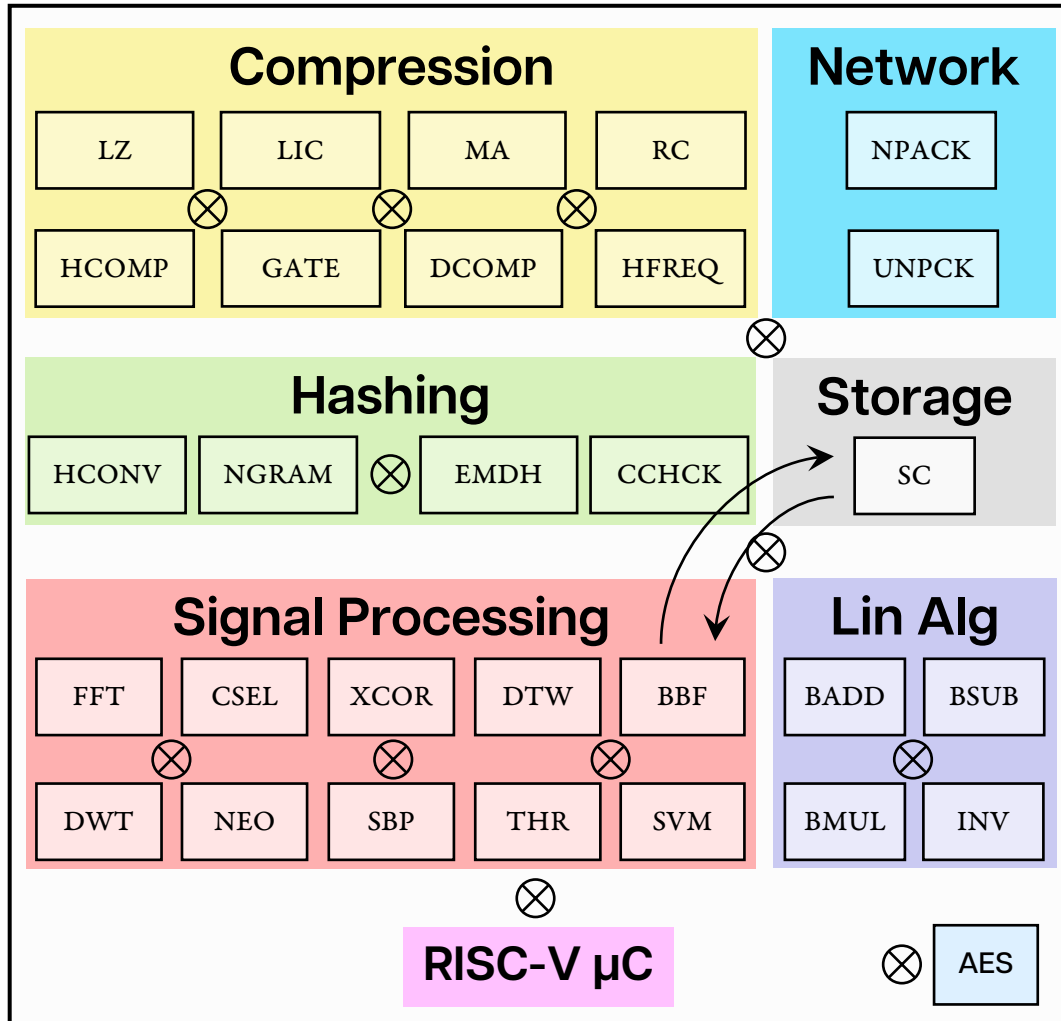 Compression
LZ LIC MA RC
HCOMP GATE DCOMP HFREQ
Network
NPACK
UNPCK
Hashing
HCONV NGRAM EMDH CCHCK
Storage
SC
Signal Processing
FFT CSEL XCOR DTW BBF
DWT NEO SBP THR SVM
Lin Alg
BADD BSUB
BMUL INV
RISC-V μC
AES